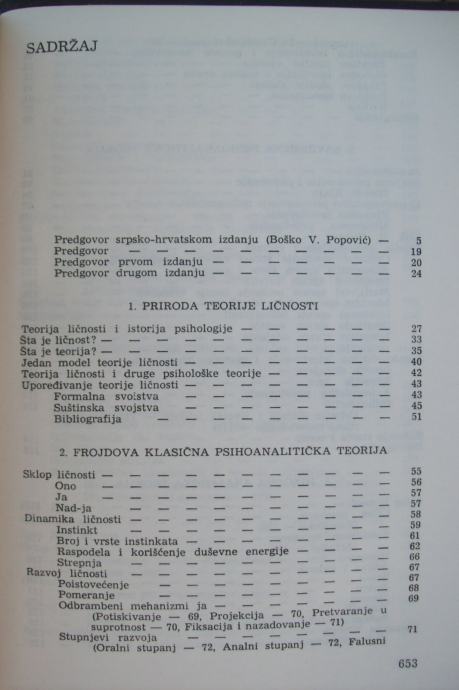 SADRŽAJ
Predgovor srpsko-hrvatskom izdanju (Boško V. Popović) — 5
Predgovor — — — — — — — — — — 19
Predgovor prvom izdanju — — — — — — — 20
Predgovor drugom izdanju — — — — — — — 24
1. PRIRODA TEORIJE LIČNOSTI
Teorija ličnosti i istorija psihologije — — — — — — 27
Šta je ličnost? — — — — — — — — — — — 33
Šta je teorija? — — — — — — — — — — — 35
Jedan model teorije ličnosti — — — — — — — — 40
Teorija ličnosti i druge psihološke teorije — — — — — 42
Upoređivanje teorije ličnosti — — — — — — — — 43
Formalna svojstva — — — — — — — — 43
Suštinska svojstva — — — — — — — — 45
Bibliografija — — — — — — — — — 51
2. FROJDOVA KLASIČNA PSIHOANALITIČKA TEORIJA
Sklop ličnosti — — — — — — — — — — — 55
Ono — — — — — — — — — — — 56
Ja — — — — — — — — — — — 57
Nad-ja — — — — — — — — — — 57
Dinamika ličnosti — — — — — — — — — — 58
Instinkt — — — — — — — — — — 59
Broj i vrste instinkata — — — — — — — 61
Raspodela i korišćenje duševne energije — — — — 62
Strepnja — — — — — — — — — — 66
Razvoj ličnosti — — — — — — — — — — 67
Poistovećenje — — — — — — — — — 67
Pomeranje — — — — — — — — — 68
Odbrambeni mehanizmi ja — — — — — — — 69
(Potiskivanje — 69, Projekcija — 70, Pretvaranje u
suprotnost — 70, Fiksacija i nazadovanje — 71)
Stupnjevi razvoja — — — — — — — — 71
(Oralni stupanj — 72, Analni stupanj — 72, Falusni
653